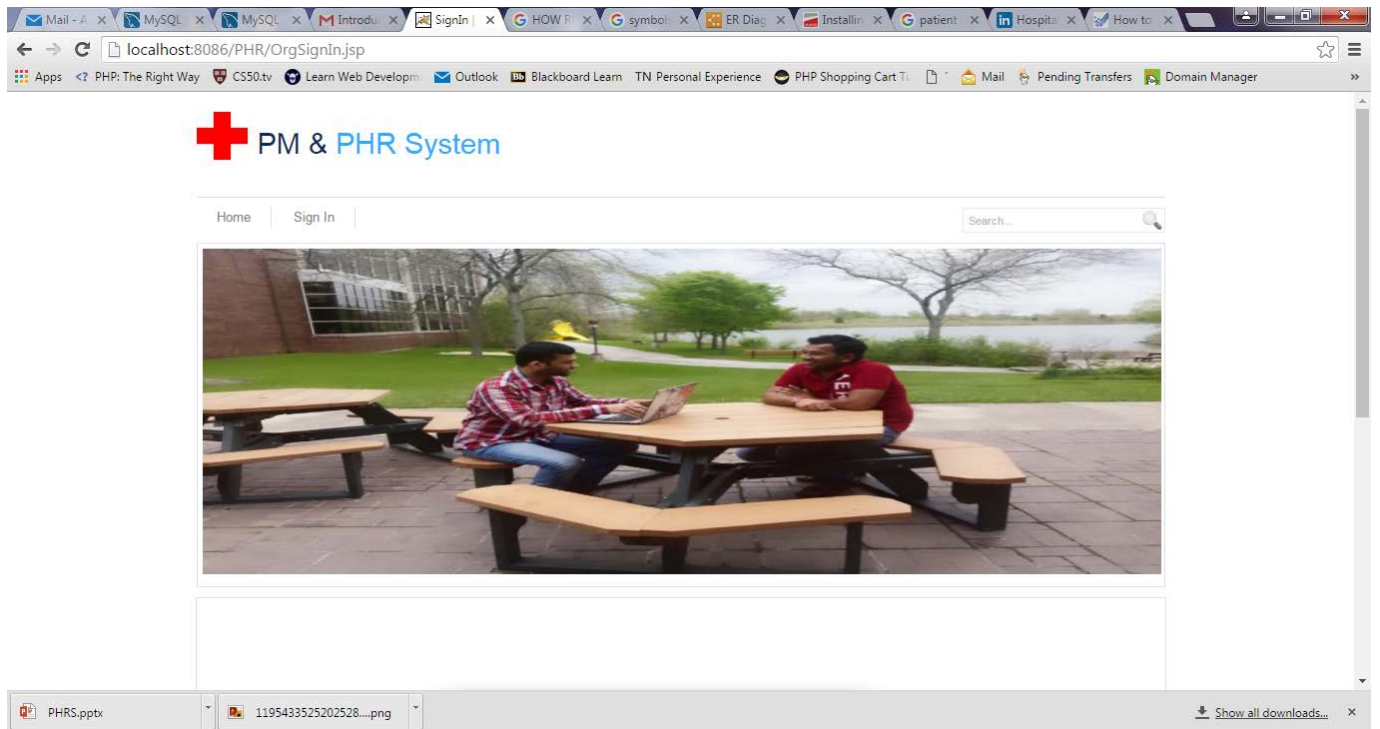 Mail - A MySQL MySQL Introdu SignIn | HOW symbol ER Diag Installin patient Hospita How to
localhost:8086/PHR/OrgSignIn.jsp
Apps PHP: The Right Way CS50.tv Learn Web Developm Outlook Blackboard Learn TN Personal Experience PHP Shopping Cart Mail Pending Transfers Domain Manager »
PM & PHR System
Home Sign In Search...
PHRS.pptx 1195433525202528....png Show all downloads...